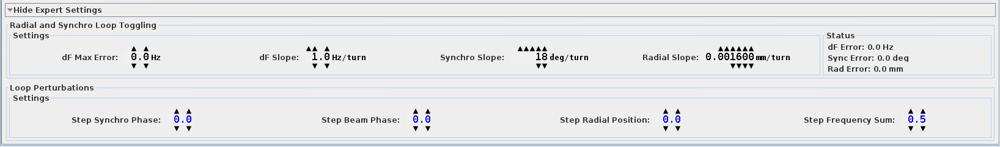 Hide Expert Settings
Radial and Synchro Loop Toggling
Settings
dF Max Error: 0.0 Hz
dF Slope: 1.0 Hz/turn
Synchro Slope: 18 deg/turn
Radial Slope: 0.001600 mm/turn
Status
dF Error: 0.0 Hz
Sync Error: 0.0 deg
Rad Error: 0.0 mm
Loop Perturbations
Settings
Step Synchro Phase: 0.0
Step Beam Phase: 0.0
Step Radial Position: 0.0
Step Frequency Sum: 0.5